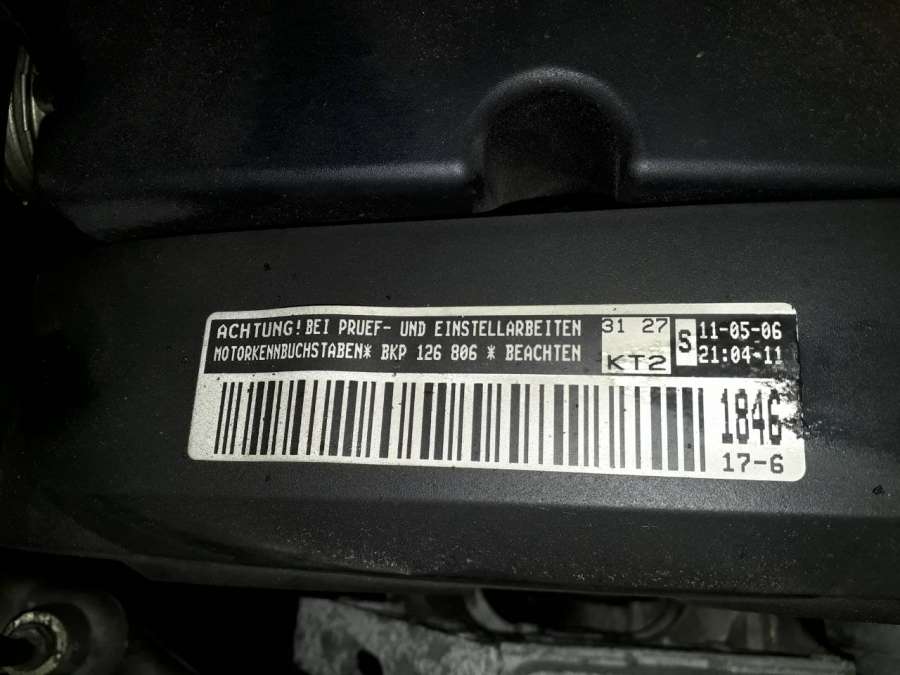 ACHTUNG! BEI PRUEF- UND EINSTELLARBEITEN
MOTORKENNBUCHSTABEN* BKP 126 806 * BEACHTEN
31 27
KT2
S
11-05-06
21:04-11
1846
17-6